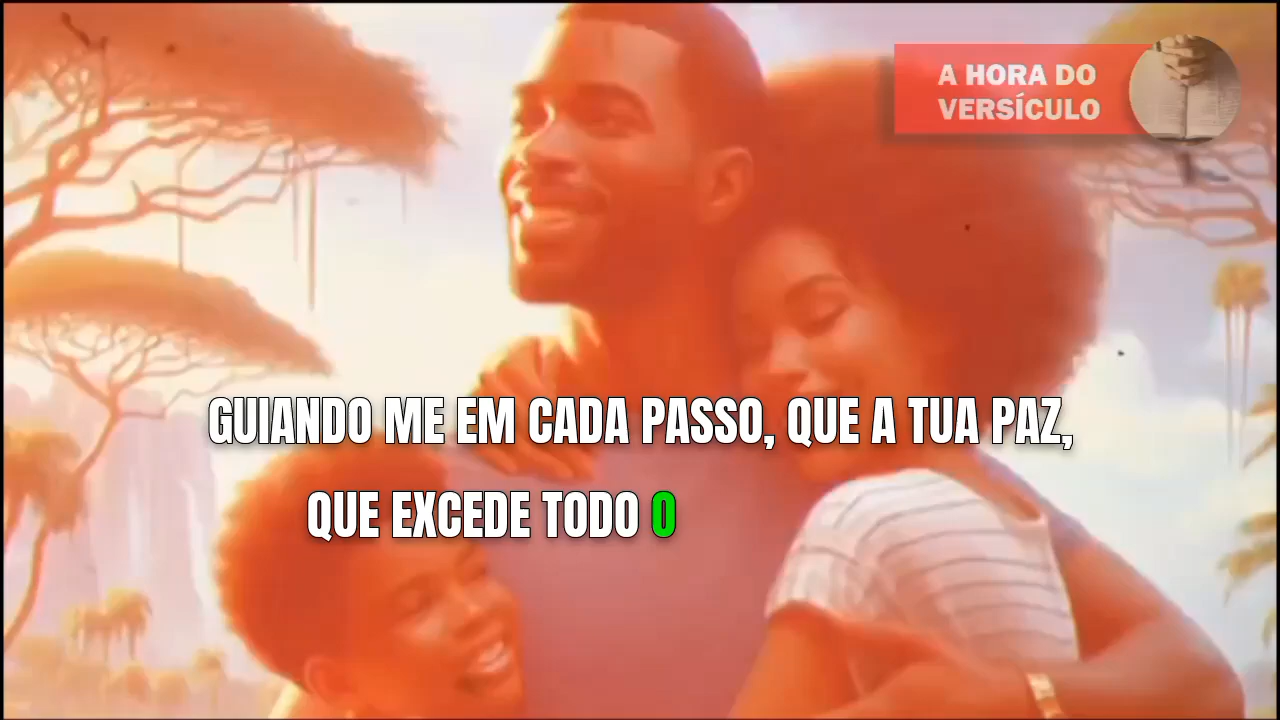 A HORA DO
VERSÍCULO
GUIANDO ME EM CADA PASSO, QUE A TUA PAZ,
QUE EXCEDE TODO O